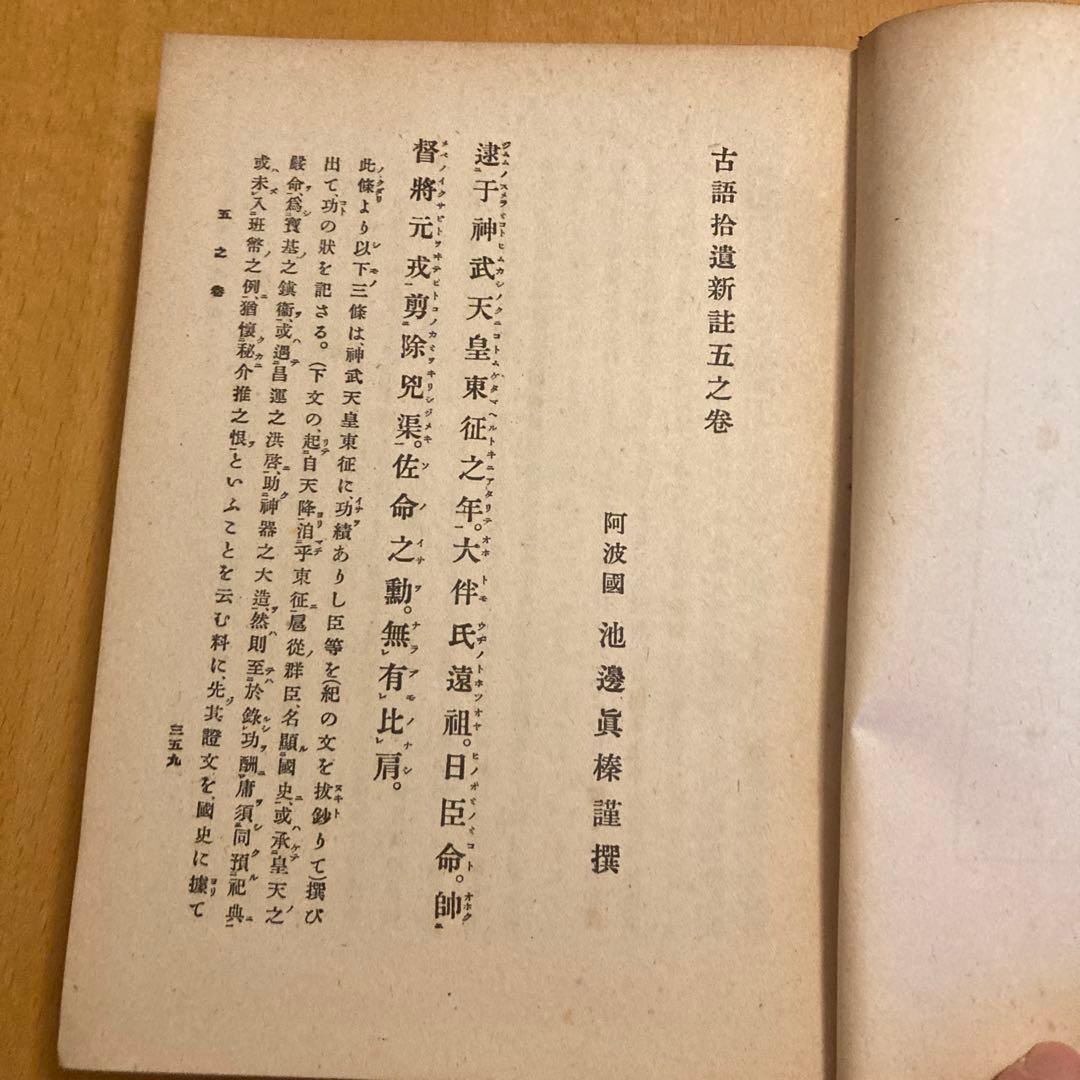 古語拾遺新註五之卷
阿波國 池邊眞榛謹撰
逮于神武天皇東征之年。大伴氏遠祖。日臣命。帥
督將元戎剪除兇渠。佐命之勳。無有比肩。
此條より以下三條は、神武天皇東征に、功績ありし臣等を(紀の文を拔鈔りて)撰び
出て、功の狀を記さる。(下文の、起自天降洎乎東征扈從群臣、名顯國史、或承皇天之
嚴命、爲寶基之鎭衞、或遇昌運之洪啓、助神器之大造、然則至於錄功酬庸須同預祀典
或未入班幣之例、猶懷秘介推之恨といふことを云む料に、先其證文を、國史に據て
五之卷
三五九